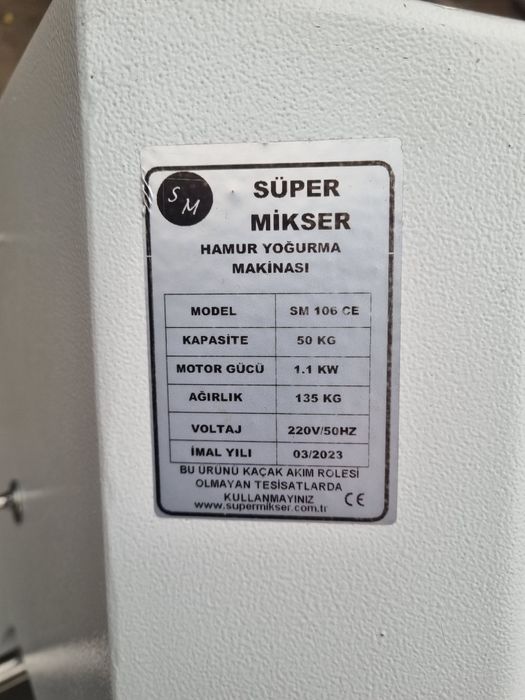 SM
SÜPER
MİKSER
HAMUR YOĞURMA
MAKİNASI
MODEL SM 106 CE
KAPASİTE 50 KG
MOTOR GÜCÜ 1.1 KW
AĞIRLIK 135 KG
VOLTAJ 220V/50HZ
İMAL YILI 03/2023
BU ÜRÜNÜ KAÇAK AKIM RÖLESİ
OLMAYAN TESİSATLARDA
KULLANMAYINIZ
www.supermikser.com.tr CE